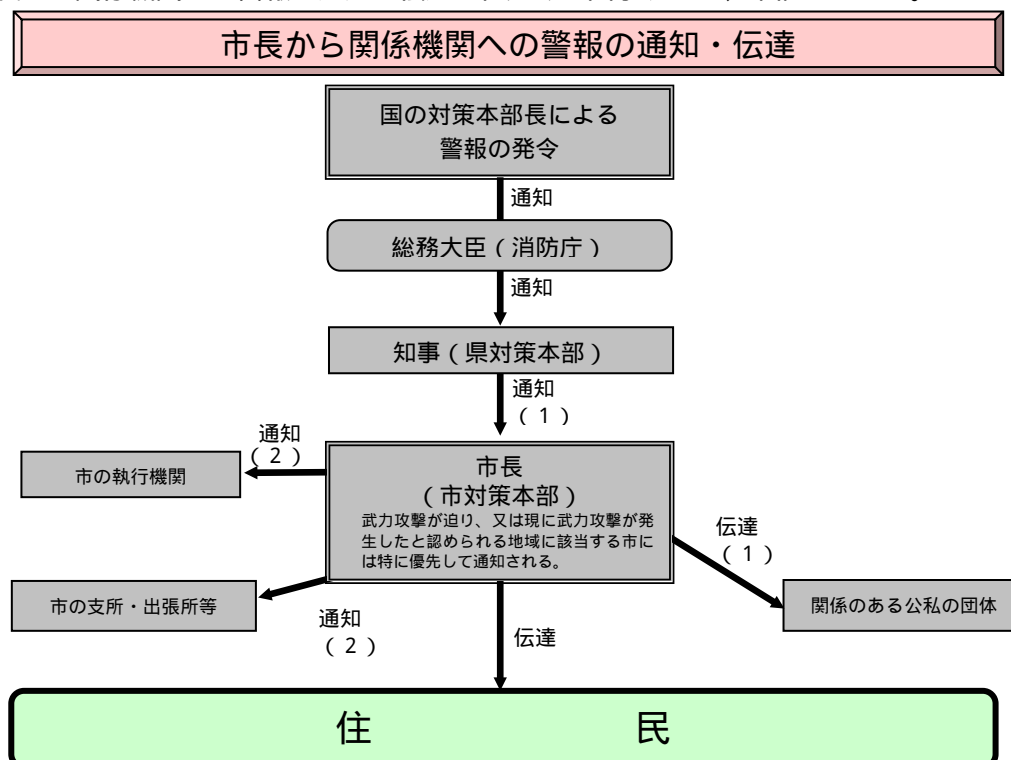 市長から関係機関への警報の通知・伝達
国の対策本部長による
警報の発令
通知
総務大臣（消防庁）
通知
知事（県対策本部）
通知
（１）
通知
（２）
市の執行機関
市長
（市対策本部）
武力攻撃が迫り、又は現に武力攻撃が発
生したと認められる地域に該当する市に
は特に優先して通知される。
伝達
（１）
市の支所・出張所等
関係のある公私の団体
通知
（２）
伝達
住　民